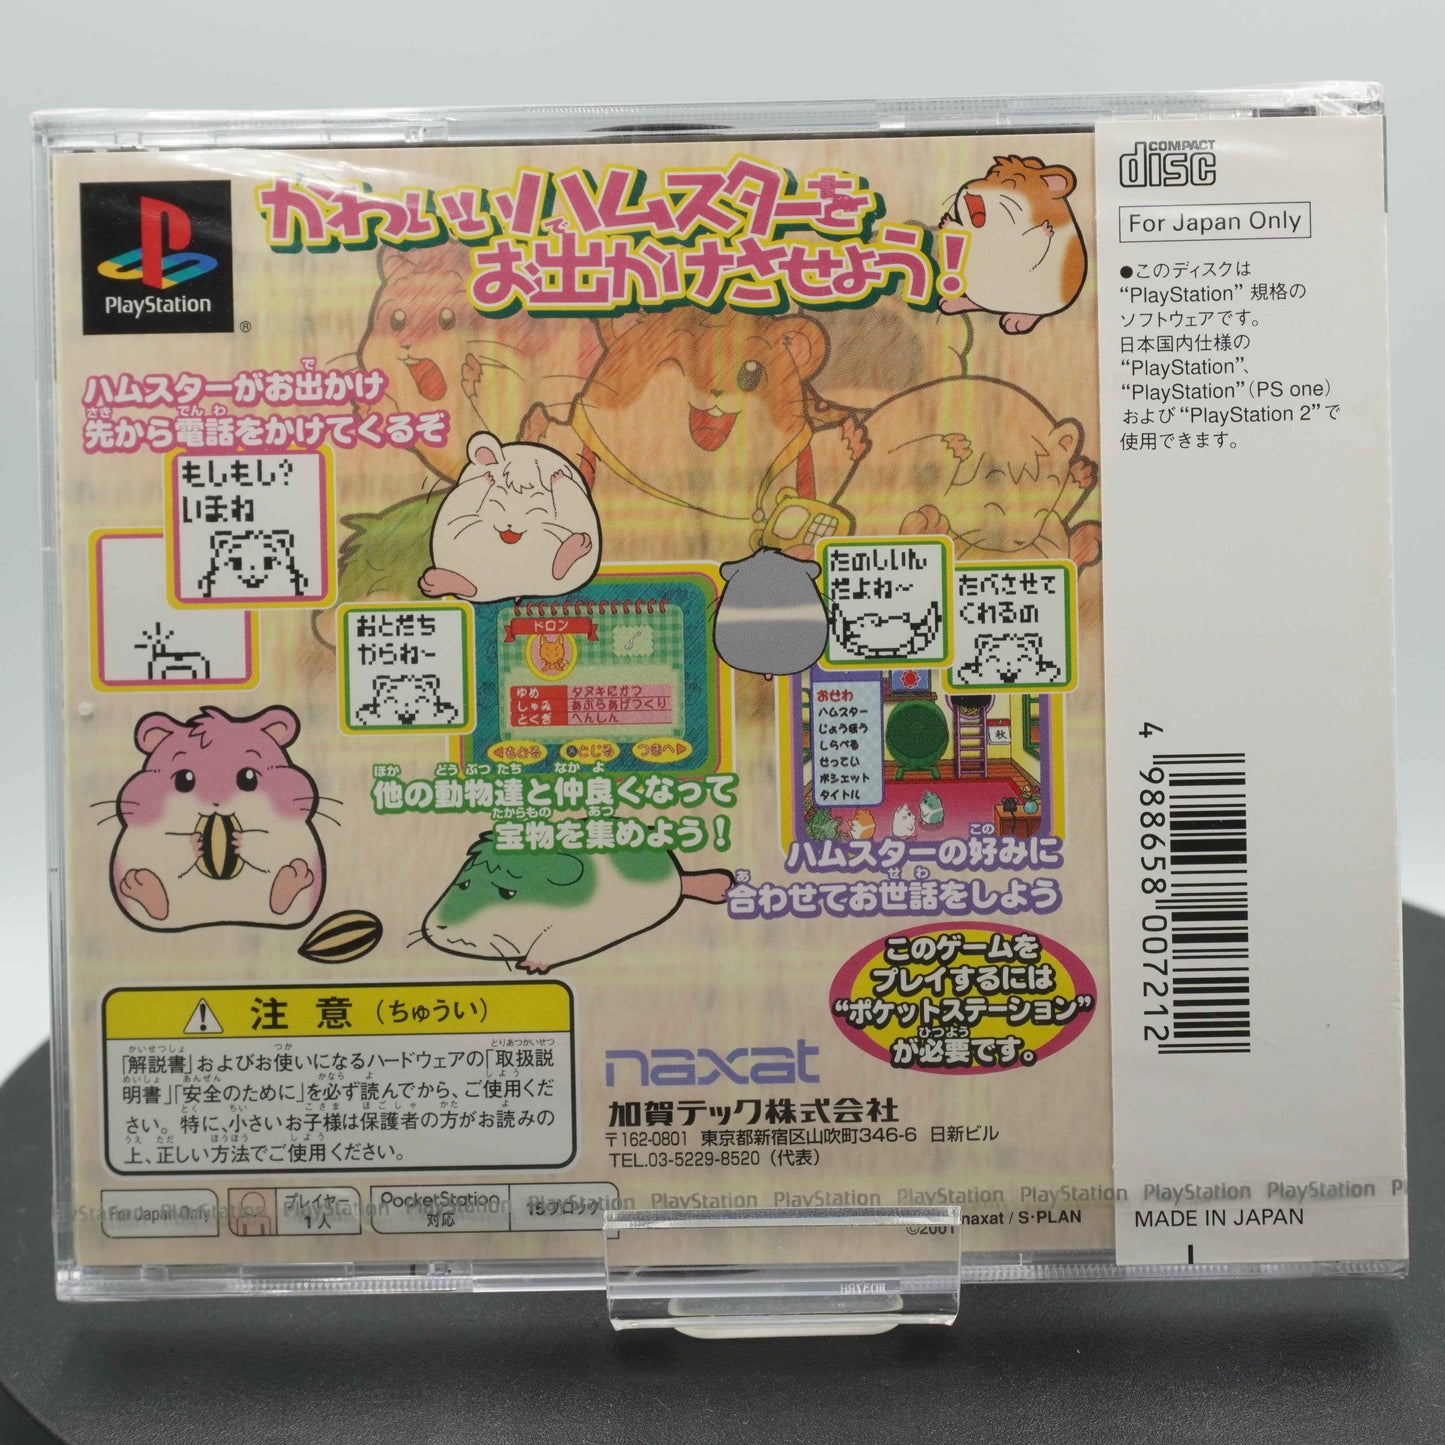 かわいいハムスターを
お出かけさせよう!
PlayStation
®
ハムスターがお出かけ
先から電話をかけてくるぞ
もしもし?
いまね
おともだち
からね〜
ドロン
ゆめ タヌキにかつ
しゅみ あぶらあげつくり
とくぎ へんしん
◀もどる ×とじる つぎへ▶
たのしいん
だよね〜
たべさせて
くれるの
おせわ
ハムスター
じょうほう
しらべる
せってい
ポシェット
タイトル
秋
他の動物達と仲良くなって
宝物を集めよう!
ハムスターの好みに
合わせてお世話をしよう
このゲームを
プレイするには
“ポケットステーション”
が必要です。
注意(ちゅうい)
「解説書」およびお使いになるハードウェアの「取扱説
明書」「安全のために」を必ず読んでから、ご使用くだ
さい。特に、小さいお子様は保護者の方がお読みの
上、正しい方法でご使用ください。
naxat
加賀テック株式会社
〒162-0801 東京都新宿区山吹町346-6 日新ビル
TEL.03-5229-8520(代表)
For Japan Only
プレイヤー
1人
PocketStation
対応
15ブロック
PlayStation PlayStation PlayStation PlayStation PlayStation PlayStation PlayStation
©2001 naxat / S・PLAN
COMPACT
disc
For Japan Only
●このディスクは
“PlayStation” 規格の
ソフトウェアです。
日本国内仕様の
“PlayStation”、
“PlayStation”(PS one)
および“PlayStation 2”で
使用できます。
4 988658 007212
MADE IN JAPAN